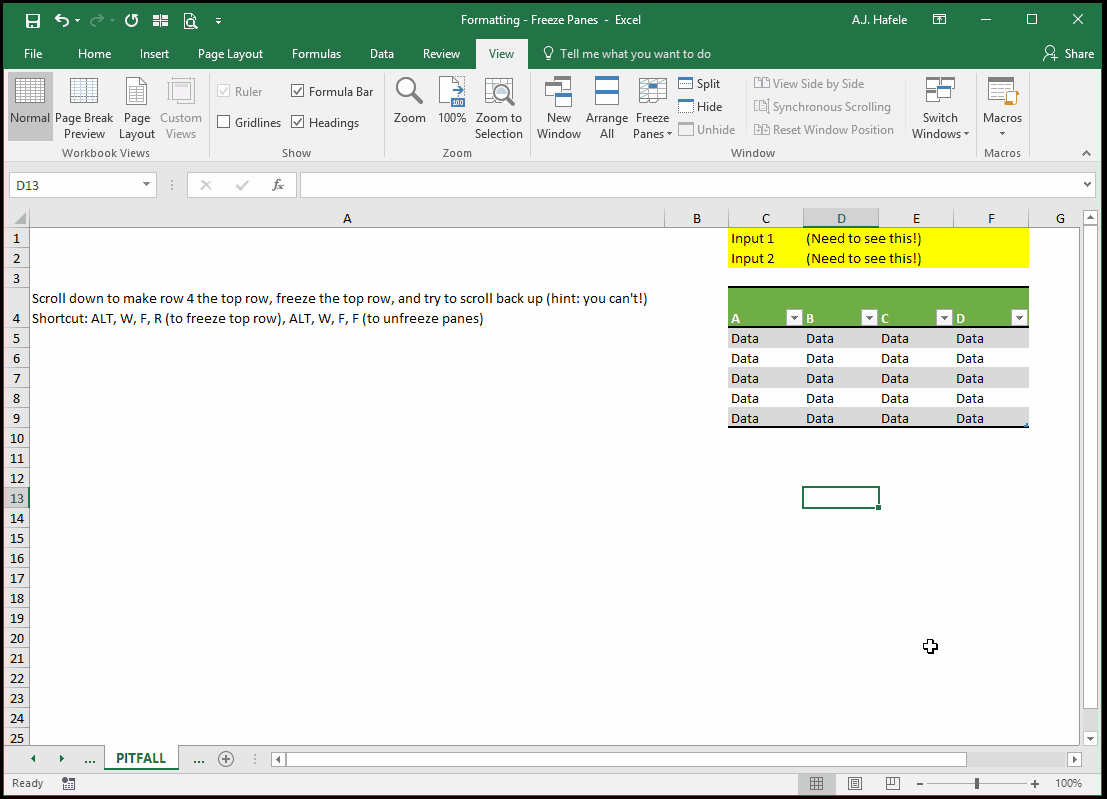 Formatting - Freeze Panes - Excel
A.J. Hafele
File Home Insert Page Layout Formulas Data Review View Tell me what you want to do Share
Normal
Page Break Preview
Page Layout
Custom Views
Workbook Views
Ruler
Formula Bar
Gridlines
Headings
Show
Zoom
100
100%
Zoom to Selection
Zoom
New Window
Arrange All
Freeze Panes
Split
Hide
Unhide
View Side by Side
Synchronous Scrolling
Reset Window Position
Switch Windows
Window
Macros
Macros
D13
fx
A B C D E F G
1 Input 1 (Need to see this!)
2 Input 2 (Need to see this!)
3
Scroll down to make row 4 the top row, freeze the top row, and try to scroll back up (hint: you can't!)
4 Shortcut: ALT, W, F, R (to freeze top row), ALT, W, F, F (to unfreeze panes) A B C D
5 Data Data Data Data
6 Data Data Data Data
7 Data Data Data Data
8 Data Data Data Data
9 Data Data Data Data
10
11
12
13
14
15
16
17
18
19
20
21
22
23
24
25
... PITFALL ...
Ready
100%